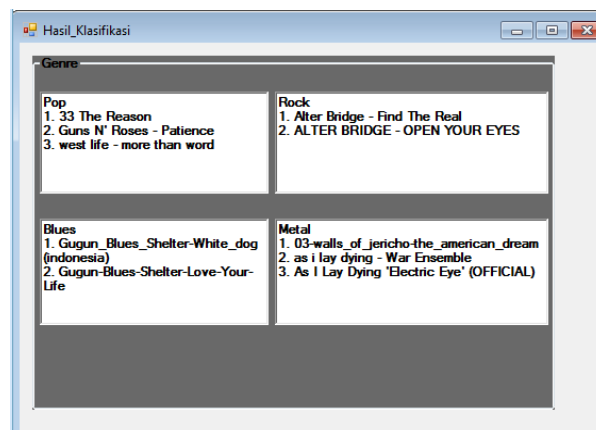 Hasil_Klasifikasi
Genre
Pop
1. 33 The Reason
2. Guns N' Roses - Patience
3. west life - more than word
Rock
1. Alter Bridge - Find The Real
2. ALTER BRIDGE - OPEN YOUR EYES
Blues
1. Gugun_Blues_Shelter-White_dog
(indonesia)
2. Gugun-Blues-Shelter-Love-Your-
Life
Metal
1. 03-walls_of_jericho-the_american_dream
2. as i lay dying - War Ensemble
3. As I Lay Dying 'Electric Eye' (OFFICIAL)